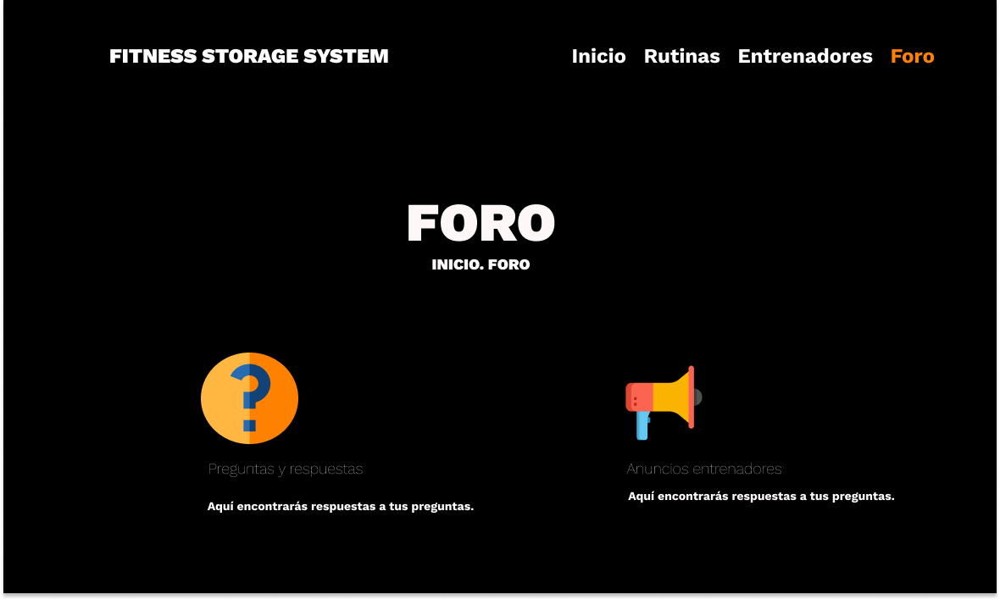 FITNESS STORAGE SYSTEM
Inicio Rutinas Entrenadores Foro
FORO
INICIO. FORO
Preguntas y respuestas
Aquí encontrarás respuestas a tus preguntas.
Anuncios entrenadores
Aquí encontrarás respuestas a tus preguntas.